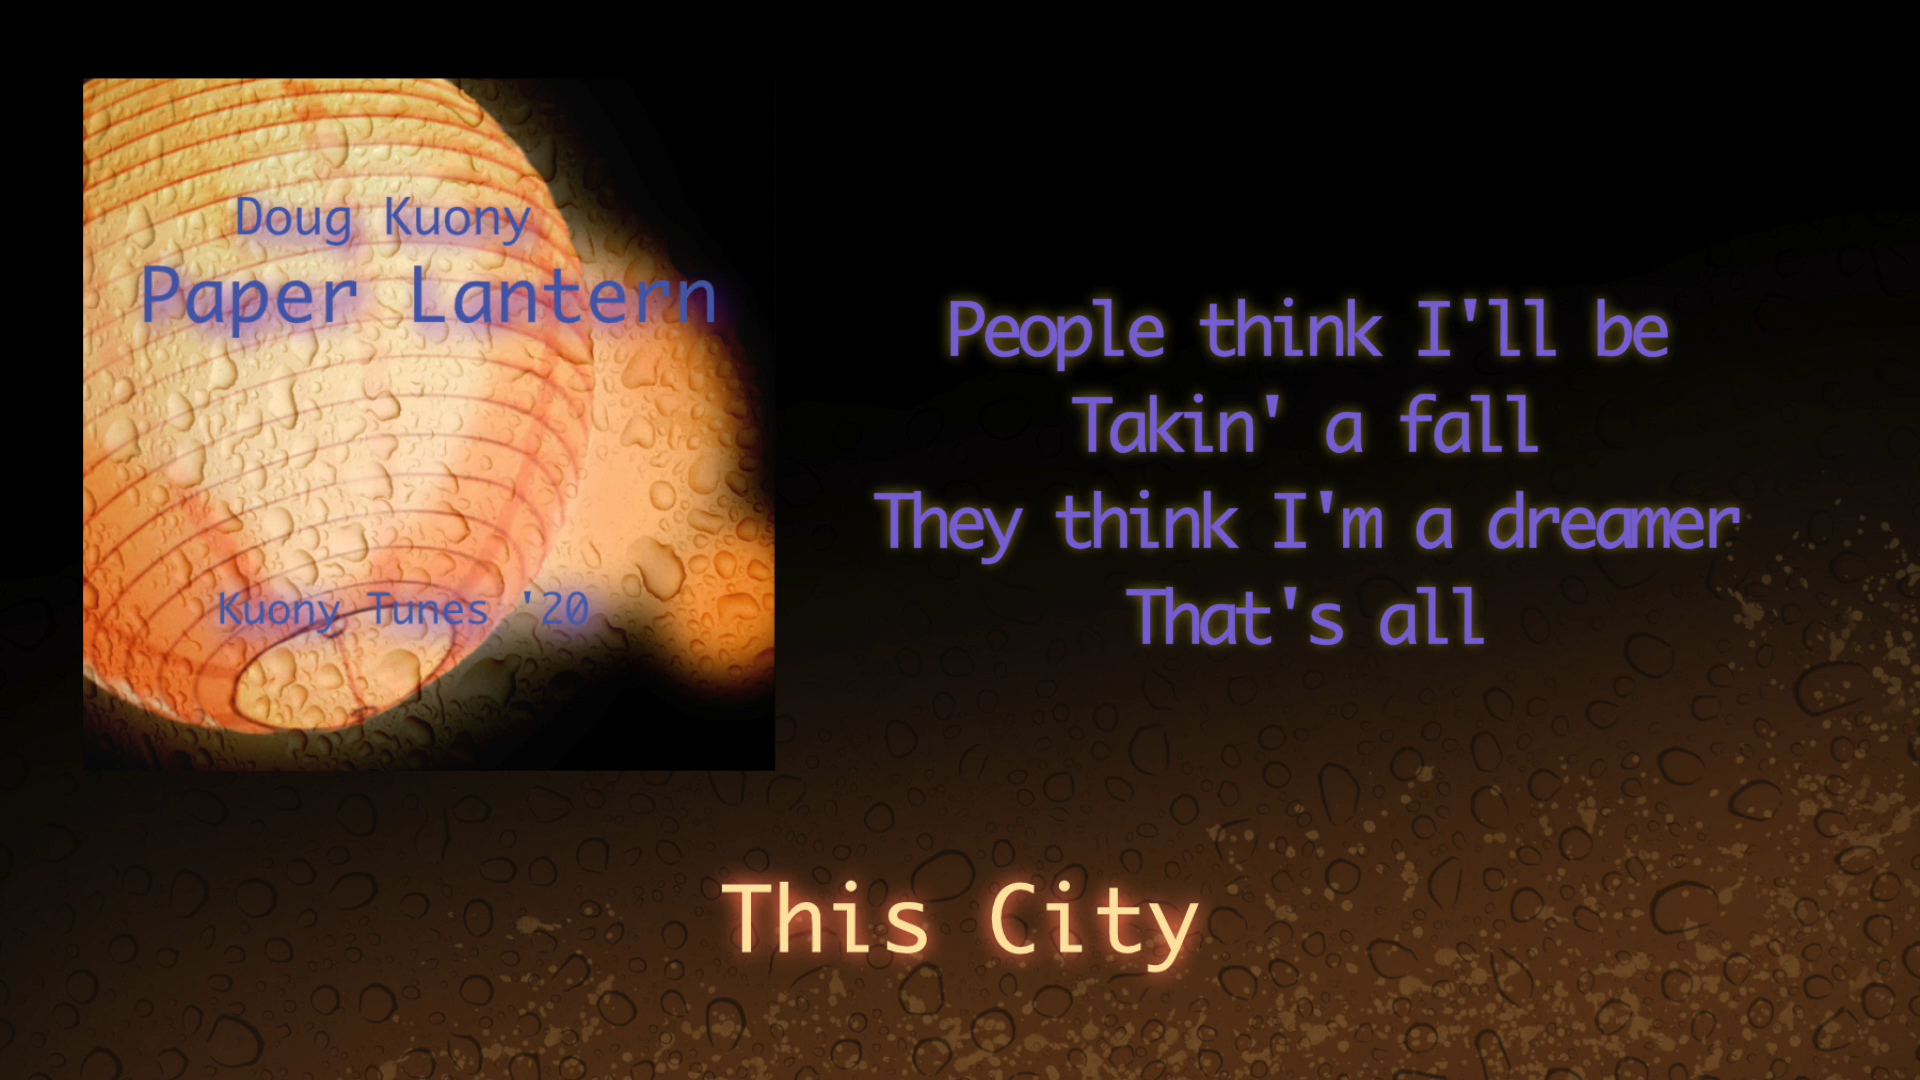 Doug Kuony
Paper Lantern
Kuony Tunes '20
People think I'll be
Takin' a fall
They think I'm a dreamer
That's all
This City